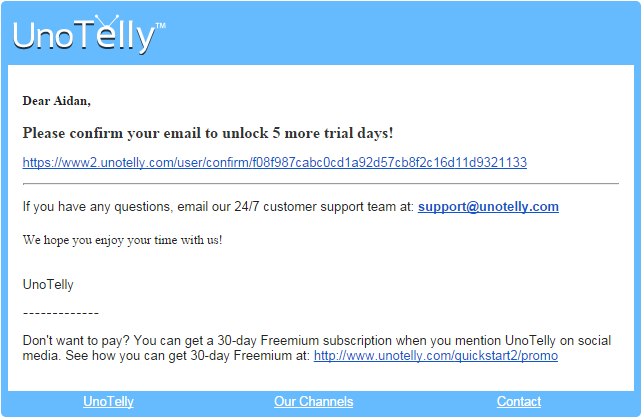 UnoTelly™
Dear Aidan,
Please confirm your email to unlock 5 more trial days!
https://www2.unotelly.com/user/confirm/f08f987cabc0cd1a92d57cb8f2c16d11d9321133
If you have any questions, email our 24/7 customer support team at: support@unotelly.com
We hope you enjoy your time with us!
UnoTelly
-------------
Don't want to pay? You can get a 30-day Freemium subscription when you mention UnoTelly on social
media. See how you can get 30-day Freemium at: http://www.unotelly.com/quickstart2/promo
UnoTelly Our Channels Contact